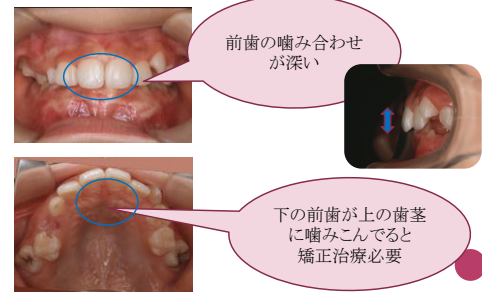 前歯の噛み合わせ
が深い
下の前歯が上の歯茎
に噛みこんでると
矯正治療必要